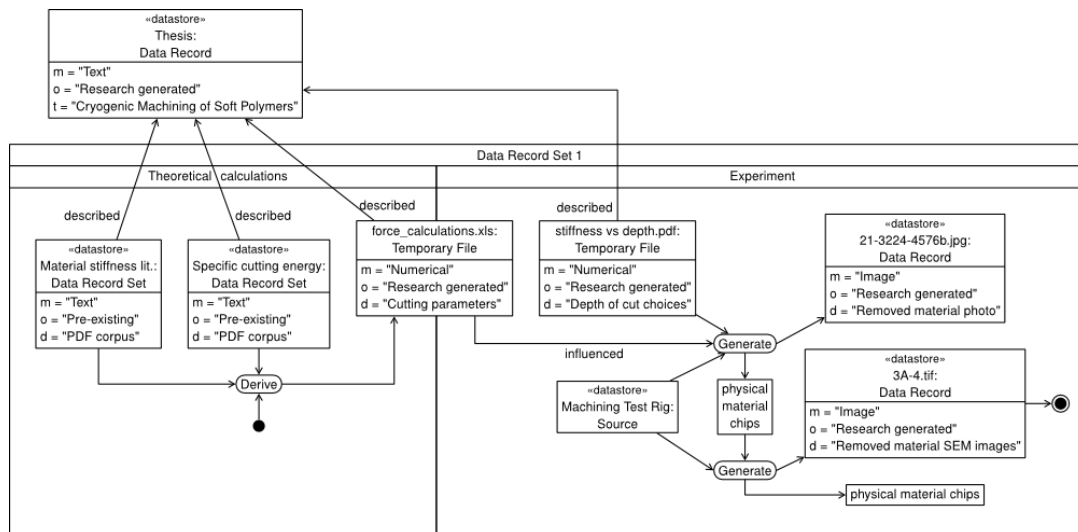 «datastore»
Thesis:
Data Record
m = "Text"
o = "Research generated"
t = "Cryogenic Machining of Soft Polymers"
Data Record Set 1
Theoretical calculations
Experiment
described
described
described
described
«datastore»
Material stiffness lit.:
Data Record Set
m = "Text"
o = "Pre-existing"
d = "PDF corpus"
«datastore»
Specific cutting energy:
Data Record Set
m = "Text"
o = "Pre-existing"
d = "PDF corpus"
force_calculations.xls:
Temporary File
m = "Numerical"
o = "Research generated"
d = "Cutting parameters"
stiffness vs depth.pdf:
Temporary File
m = "Numerical"
o = "Research generated"
d = "Depth of cut choices"
«datastore»
21-3224-4576b.jpg:
Data Record
m = "Image"
o = "Research generated"
d = "Removed material photo"
Derive
influenced
Generate
«datastore»
Machining Test Rig:
Source
physical
material
chips
«datastore»
3A-4.tif:
Data Record
m = "Image"
o = "Research generated"
d = "Removed material SEM images"
Generate
physical material chips